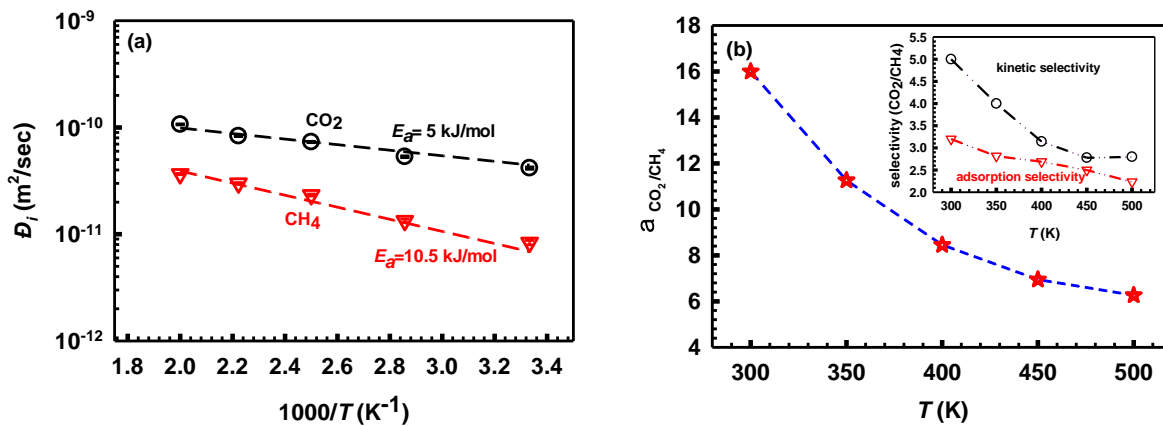 (a)
10⁻⁹
10⁻¹⁰
10⁻¹¹
10⁻¹²
Đᵢ (m²/sec)
CO₂
Eₐ= 5 kJ/mol
CH₄
Eₐ=10.5 kJ/mol
1.8 2.0 2.2 2.4 2.6 2.8 3.0 3.2 3.4
1000/T (K⁻¹)
(b)
18
16
14
12
10
8
6
4
a CO₂/CH₄
300 350 400 450 500
T (K)
5.5
5.0
4.5
4.0
3.5
3.0
2.5
2.0
selectivity (CO₂/CH4)
kinetic selectivity
adsorption selectivity
300 350 400 450 500
T (K)